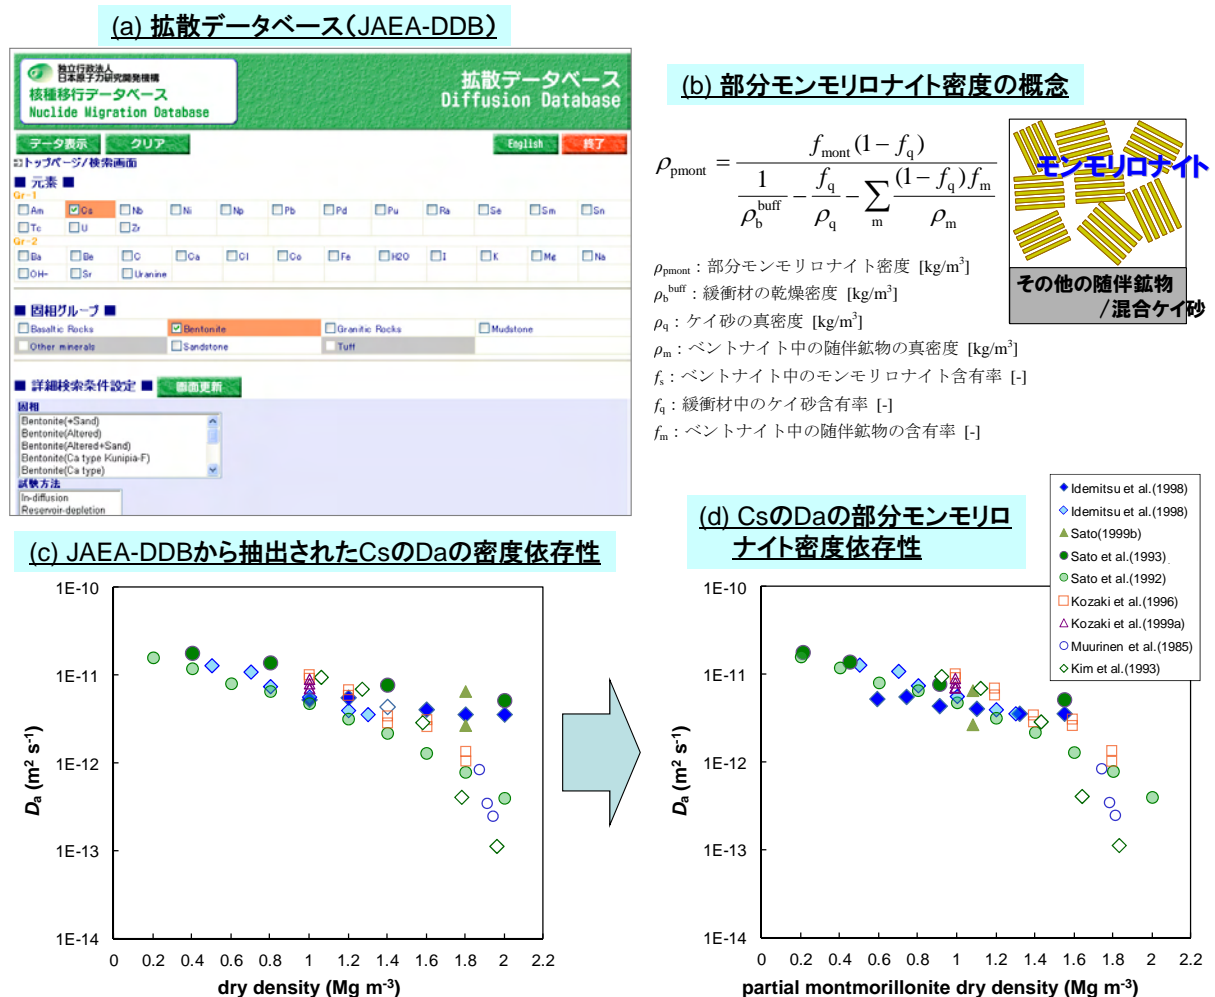 (a) 拡散データベース(JAEA-DDB)
独立行政法人
日本原子力研究開発機構
核種移行データベース
Nuclide Migration Database
拡散データベース
Diffusion Database
データ表示 クリア English 終了
トップページ/検索画面
■ 元素 ■
Gr-1
Am Cs Nb Ni Np Pb Pd Pu Ra Se Sm Sn
Tc U Zr
Gr-2
Ba Be C Ca Cl Co Fe H2O I K Mg Na
OH- Sr Uranine
■ 固相グループ ■
Basaltic Rocks Bentonite Granitic Rocks Mudstone
Other minerals Sandstone Tuff
■ 詳細検索条件設定 ■ 画面更新
固相
Bentonite(+Sand)
Bentonite(Altered)
Bentonite(Altered+Sand)
Bentonite(Ca type Kunipia-F)
Bentonite(Ca type)
試験方法
In-diffusion
Reservoir-depletion
(b) 部分モンモリロナイト密度の概念
ρpmont = fmont(1 − fq) / (1/ρb^buff − fq/ρq − ∑m (1 − fq)fm/ρm)
モンモリロナイト
その他の随伴鉱物
/混合ケイ砂
ρpmont : 部分モンモリロナイト密度 [kg/m³]
ρb^buff : 緩衝材の乾燥密度 [kg/m³]
ρq : ケイ砂の真密度 [kg/m³]
ρm : ベントナイト中の随伴鉱物の真密度 [kg/m³]
fs : ベントナイト中のモンモリロナイト含有率 [-]
fq : 緩衝材中のケイ砂含有率 [-]
fm : ベントナイト中の随伴鉱物の含有率 [-]
(c) JAEA-DDBから抽出されたCsのDaの密度依存性
1E-10
1E-11
1E-12
1E-13
1E-14
Da (m² s⁻¹)
0 0.2 0.4 0.6 0.8 1.0 1.2 1.4 1.6 1.8 2.0 2.2
dry density (Mg m⁻³)
(d) CsのDaの部分モンモリロ
ナイト密度依存性
Idemitsu et al.(1998)
Idemitsu et al.(1998)
Sato(1999b)
Sato et al.(1993)
Sato et al.(1992)
Kozaki et al.(1996)
Kozaki et al.(1999a)
Muurinen et al.(1985)
Kim et al.(1993)
1E-10
1E-11
1E-12
1E-13
1E-14
Da (m² s⁻¹)
0 0.2 0.4 0.6 0.8 1 1.2 1.4 1.6 1.8 2 2.2
partial montmorillonite dry density (Mg m⁻³)